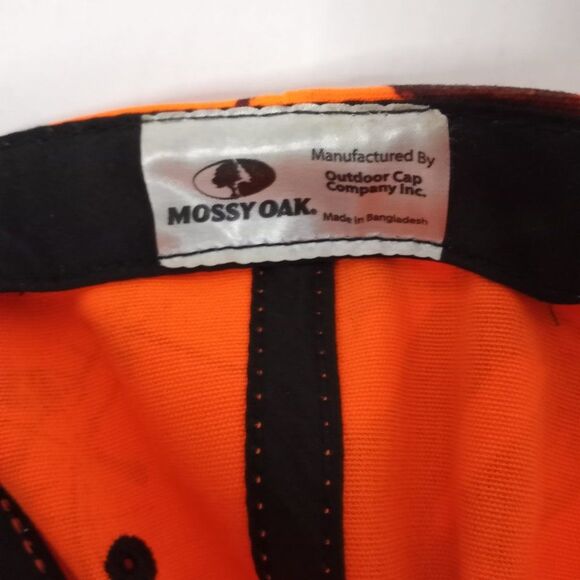 MOSSY OAK®
Manufactured By
Outdoor Cap
Company Inc.
Made in Bangladesh